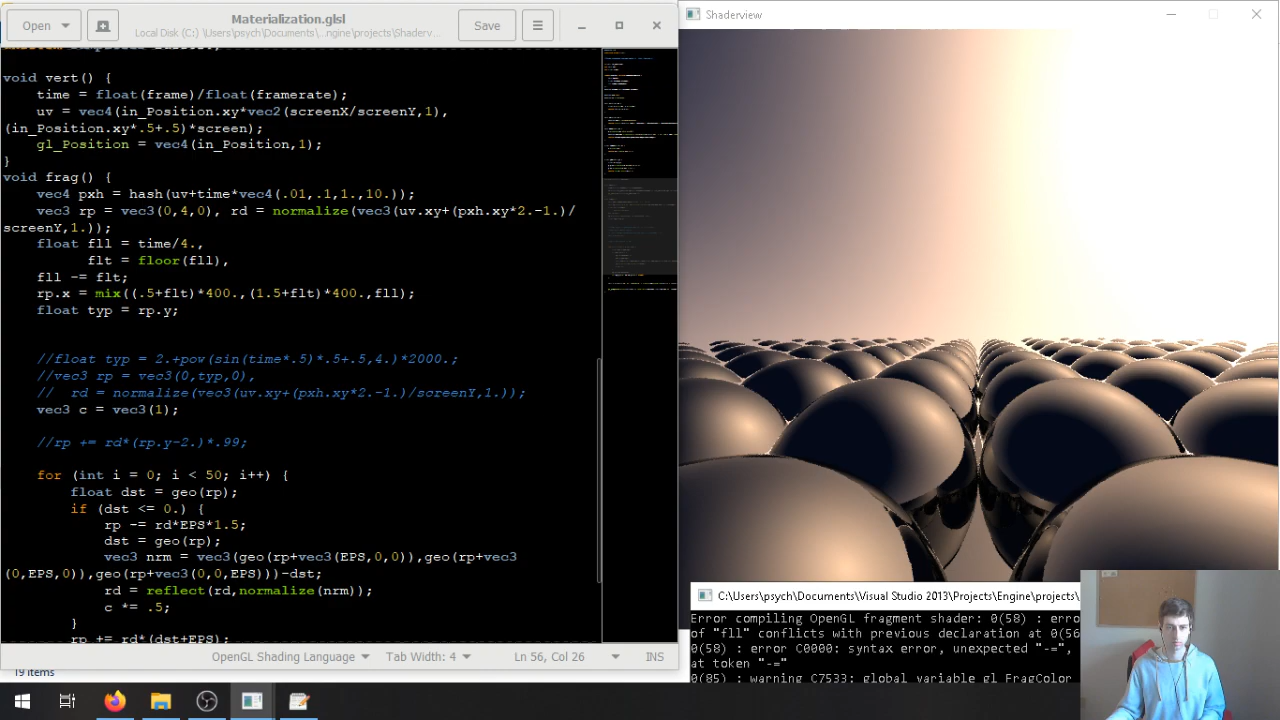 Open
Materialization.glsl
Local Disk (C:) \Users\psych\Documents\...ngine\projects\Shaderv...
Save
Shaderview
void vert() {
time = float(frame)/float(framerate);
uv = vec4(in_Position.xy*vec2(screenX/screenY,1),
(in_Position.xy*.5+.5)*screen);
gl_Position = vec4(in_Position,1);
}
void frag() {
vec4 pxh = hash(uv+time*vec4(.01,.1,1.,10.));
vec3 rp = vec3(0,4,0), rd = normalize(vec3(uv.xy+(pxh.xy*2.-1.)/
screenY,1.));
float fll = time/4.,
flt = floor(fll),
fll -= flt;
rp.x = mix((.5+flt)*400.,(1.5+flt)*400.,fll);
float typ = rp.y;
//float typ = 2.+pow(sin(time*.5)*.5+.5,4.)*2000.;
//vec3 rp = vec3(0,typ,0),
// rd = normalize(vec3(uv.xy+(pxh.xy*2.-1.)/screenY,1.));
vec3 c = vec3(1);
//rp += rd*(rp.y-2.)*.99;
for (int i = 0; i < 50; i++) {
float dst = geo(rp);
if (dst <= 0.) {
rp -= rd*EPS*1.5;
dst = geo(rp);
vec3 nrm = vec3(geo(rp+vec3(EPS,0,0)),geo(rp+vec3
(0,EPS,0)),geo(rp+vec3(0,0,EPS)))-dst;
rd = reflect(rd,normalize(nrm));
c *= .5;
}
rp += rd*(dst+EPS);
OpenGL Shading Language
Tab Width: 4
Ln 56, Col 26
INS
19 items
C:\Users\psych\Documents\Visual Studio 2013\Projects\Engine\projects\
Error compiling OpenGL fragment shader: 0(58) : erro
of "fll" conflicts with previous declaration at 0(56
0(58) : error C0000: syntax error, unexpected "-=",
at token "-="
0(85) : warning C7533: global variable gl_FragColor